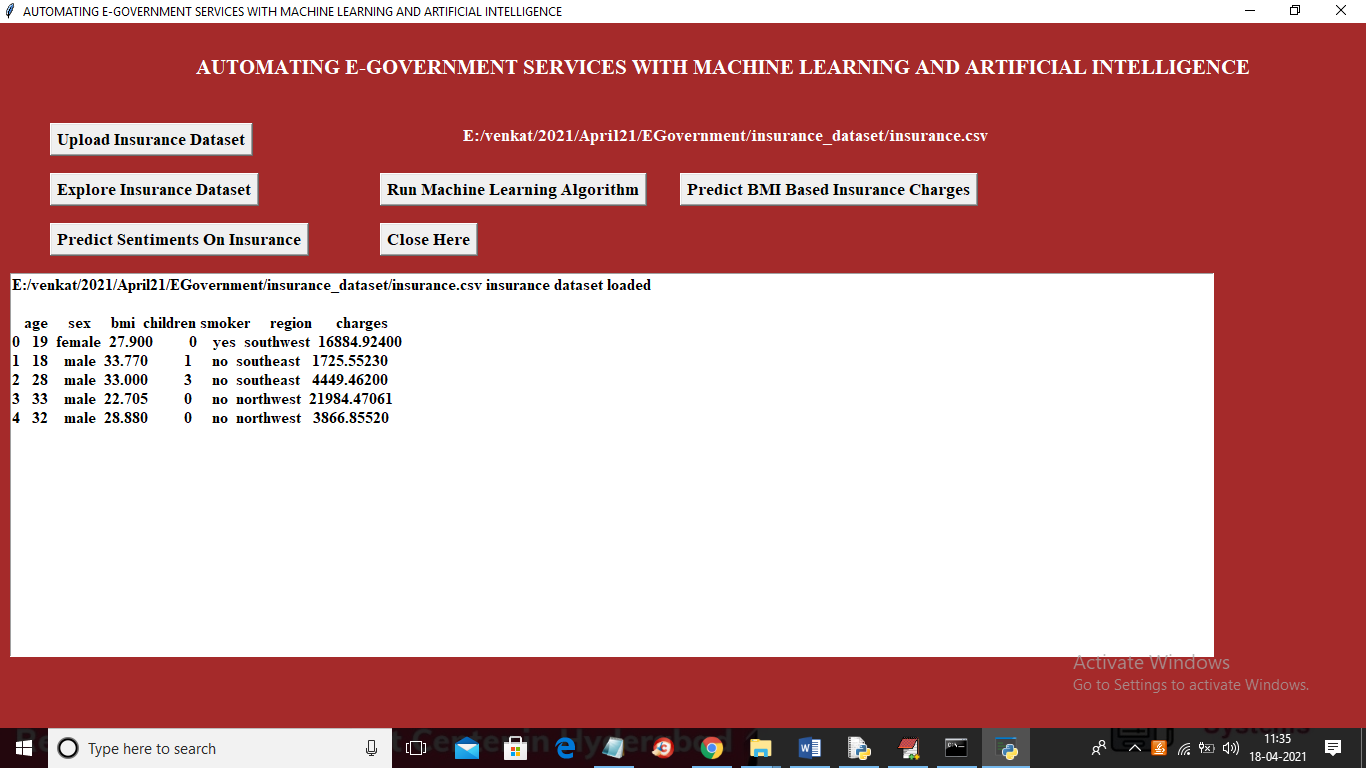 AUTOMATING E-GOVERNMENT SERVICES WITH MACHINE LEARNING AND ARTIFICIAL INTELLIGENCE
AUTOMATING E-GOVERNMENT SERVICES WITH MACHINE LEARNING AND ARTIFICIAL INTELLIGENCE
Upload Insurance Dataset
E:/venkat/2021/April21/EGovernment/insurance_dataset/insurance.csv
Explore Insurance Dataset
Run Machine Learning Algorithm
Predict BMI Based Insurance Charges
Predict Sentiments On Insurance
Close Here
E:/venkat/2021/April21/EGovernment/insurance_dataset/insurance.csv insurance dataset loaded
age sex bmi children smoker region charges
0 19 female 27.900 0 yes southwest 16884.92400
1 18 male 33.770 1 no southeast 1725.55230
2 28 male 33.000 3 no southeast 4449.46200
3 33 male 22.705 0 no northwest 21984.47061
4 32 male 28.880 0 no northwest 3866.85520
Activate Windows
Go to Settings to activate Windows.
Type here to search
11:35
18-04-2021